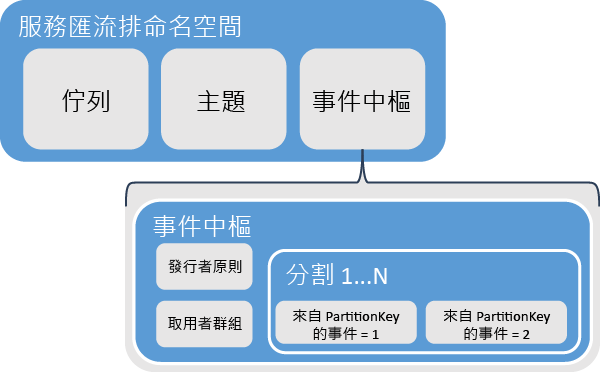 服務匯流排命名空間
佇列
主題
事件中樞
事件中樞
發行者原則
取用者群組
分割 1...N
來自 PartitionKey
的事件 = 1
來自 PartitionKey
的事件 = 2